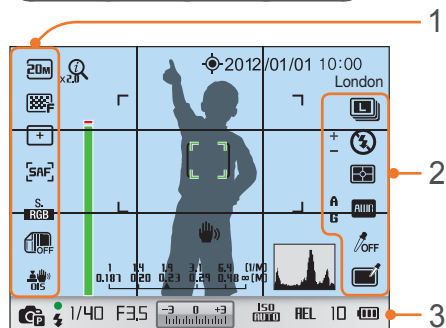 1
20M
x2.0
2012/01/01 10:00
London
F
L
+
-
SAF
2
S.
RGB
A
G
AWB
OFF
OFF
OIS
1 1.4 1.9 3.1 6.4 (1/M)
0.187 0.20 0.23 0.29 0.48 ∞ (M)
P 1/40 F3.5 -3 0 +3 ISO AUTO AEL 10
3